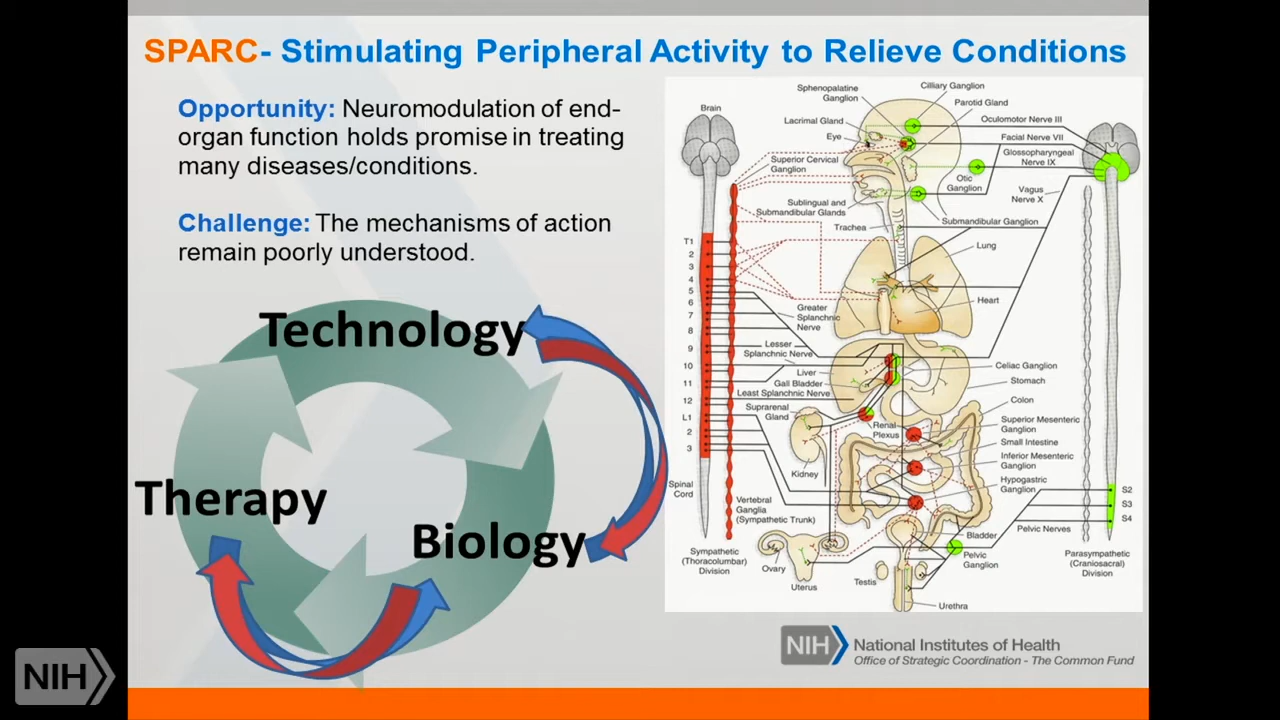 SPARC- Stimulating Peripheral Activity to Relieve Conditions
Opportunity: Neuromodulation of end-
organ function holds promise in treating
many diseases/conditions.
Challenge: The mechanisms of action
remain poorly understood.
Technology
Therapy
Biology
Brain
Sphenopalatine
Ganglion
Cilliary Ganglion
Parotid Gland
Lacrimal Gland
Oculomotor Nerve III
Eye
Facial Nerve VII
Glossopharyngeal
Nerve IX
Superior Cervical
Ganglion
Otic
Ganglion
Vagus
Nerve X
Sublingual and
Submandibular Glands
Submandibular Ganglion
Trachea
T1
2
3
4
5
6
7
8
9
10
11
12
L1
2
3
Lung
Heart
Greater
Splanchnic
Nerve
Lesser
Splanchnic Nerve
Liver
Gall Bladder
Least Splanchnic Nerve
Suprarenal
Gland
Renal
Plexus
Kidney
Celiac Ganglion
Stomach
Colon
Superior Mesenteric
Ganglion
Small Intestine
Inferior Mesenteric
Ganglion
Hypogastric
Ganglion
Spinal
Cord
Vertebral
Ganglia
(Sympathetic Trunk)
S2
S3
S4
Pelvic Nerves
Bladder
Pelvic
Ganglion
Sympathetic
(Thoracolumbar)
Division
Ovary
Uterus
Testis
Urethra
Parasympathetic
(Craniosacral)
Division
NIH
National Institutes of Health
Office of Strategic Coordination - The Common Fund
NIH